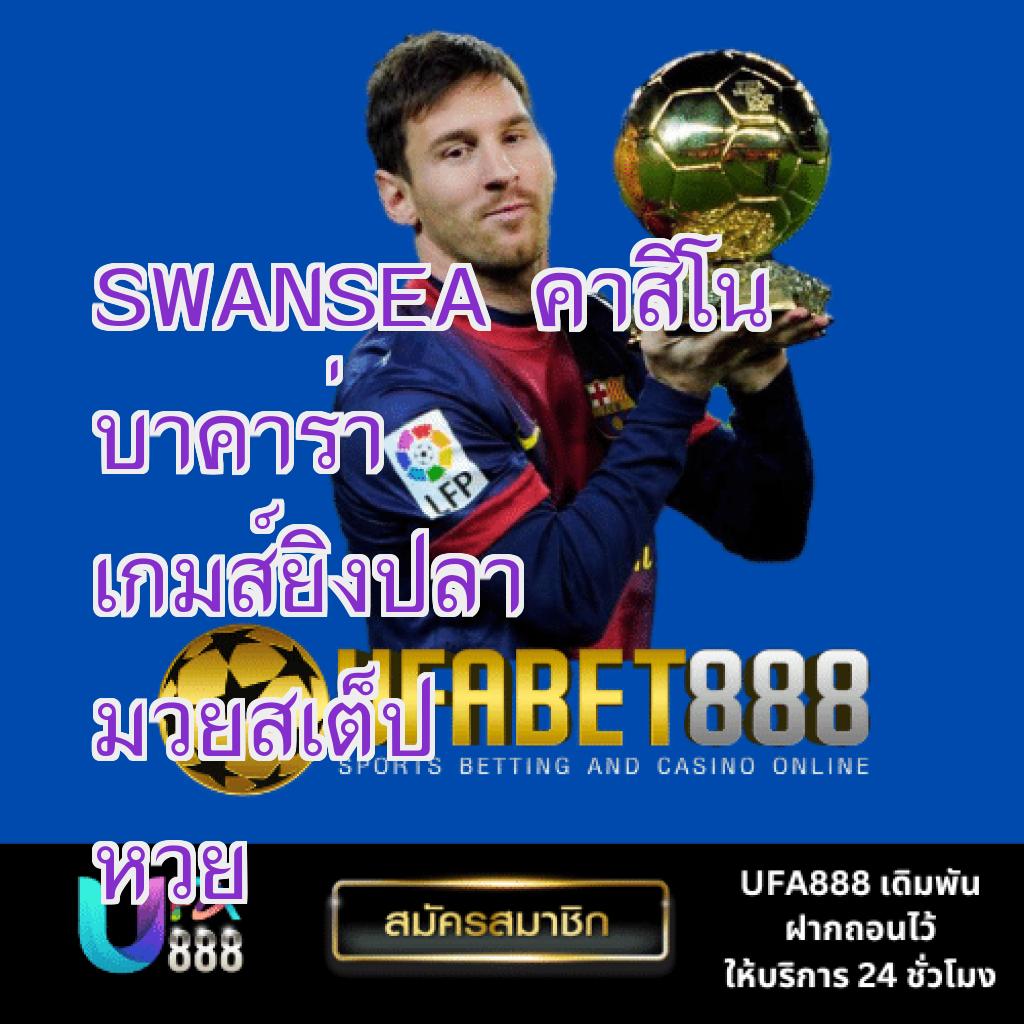 SWANSEA คาสิโน
บาคาร่า
LFP
เกมส์ยิงปลา
UFABET888
มวยสเต็ป
SPORTS BETTING AND CASINO ONLINE
หวย
UFA
888
สมัครสมาชิก
UFA888 เดิมพัน
ฝากถอนไว้
ให้บริการ 24 ชั่วโมง